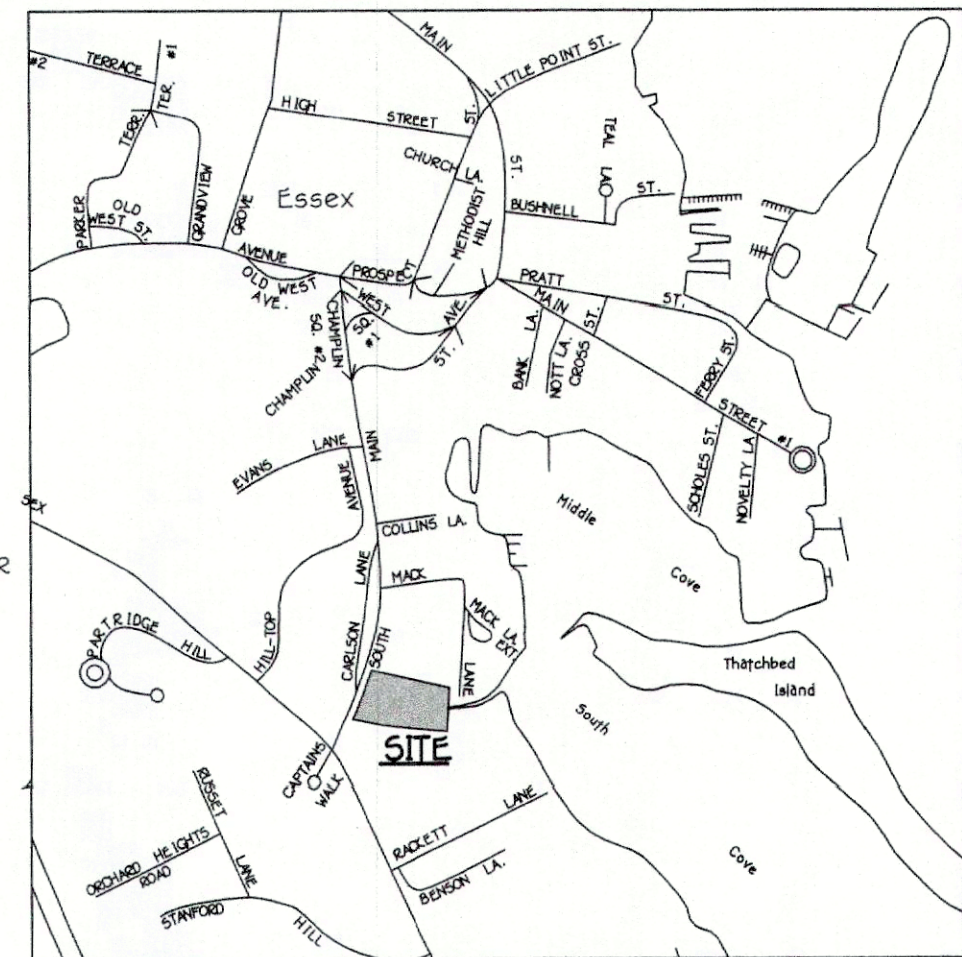 #2
TERRACE
TER. #1
TERR.
PARKER
OLD
WEST ST.
GRANDVIEW
GROVE
HIGH STREET
Essex
MAIN
ST.
LITTLE POINT ST.
CHURCH LA.
METHODIST
HILL
ST.
TEAL LA
BUSHNELL ST.
AVENUE
OLD WEST
AVE.
PROSPECT
WEST
AVE.
CHAMPLIN
SQ. #2
SQ.
#1
CHAMPLIN ST.
PRATT ST.
MAIN
STREET #1
BANK LA.
NOTT LA.
CROSS ST.
FERRY ST.
SCHOLES ST.
NOVELTY LA
EVANS LANE
AVENUE
MAIN
COLLINS LA.
LANE
MACK
MACK
LA.
EXT.
LANE
CARLSON
SOUTH
HILL-TOP
SEX
R
PARTRIDGE HILL
SITE
CAPTAINS
WALK
Middle
Cove
Thatchbed
Island
South
Cove
RUSSET
LANE
ORCHARD HEIGHTS
ROAD
STANFORD HILL
RACKETT LANE
BENSON LA.